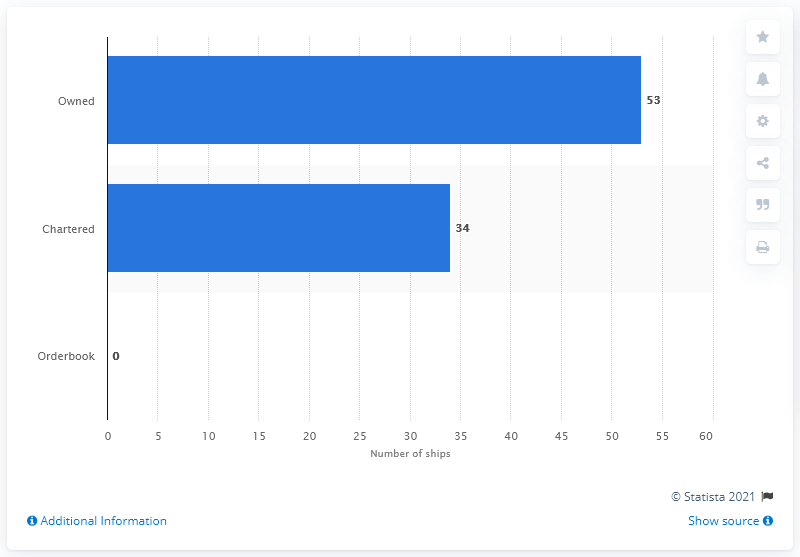 Owned 53
Chartered 34
Orderbook 0
0 5 10 15 20 25 30 35 40 45 50 55 60
Number of ships
© Statista 2021
Additional Information
Show source